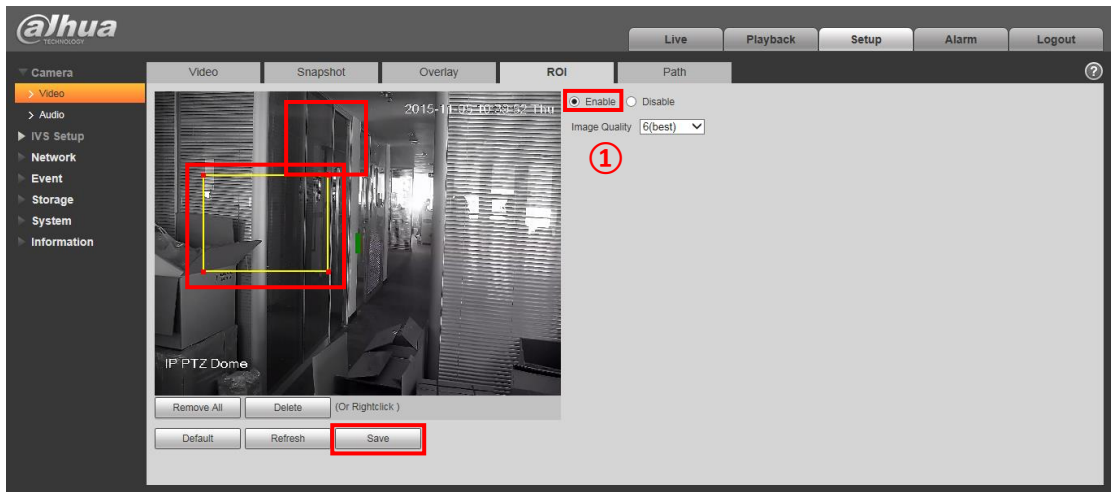 alhua
TECHNOLOGY
Live Playback Setup Alarm Logout
Camera
> Video
> Audio
IVS Setup
Network
Event
Storage
System
Information
Video Snapshot Overlay ROI Path ?
IP PTZ Dome
Enable Disable
Image Quality 6(best)
①
Remove All Delete (Or Rightclick )
Default Refresh Save